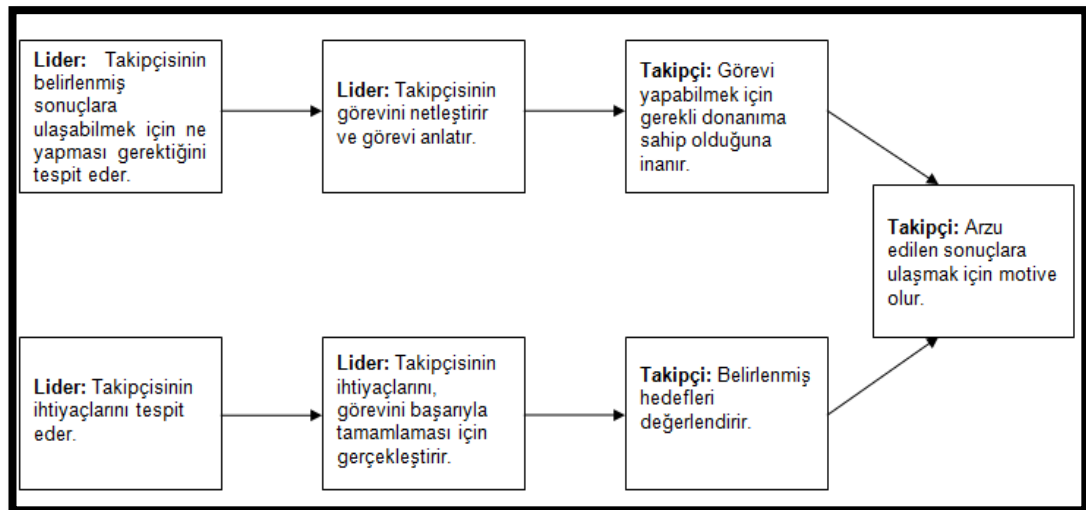 Lider: Takipçisinin
belirlenmiş
sonuçlara
ulaşabilmek için ne
yapması gerektiğini
tespit eder.
Lider: Takipçisinin
görevini netleştirir
ve görevi anlatır.
Takipçi: Görevi
yapabilmek için
gerekli donanıma
sahip olduğuna
inanır.
Takipçi: Arzu
edilen sonuçlara
ulaşmak için motive
olur.
Lider: Takipçisinin
ihtiyaçlarını tespit
eder.
Lider: Takipçisinin
ihtiyaçlarını,
görevini başarıyla
tamamlaması için
gerçekleştirir.
Takipçi: Belirlenmiş
hedefleri
değerlendirir.